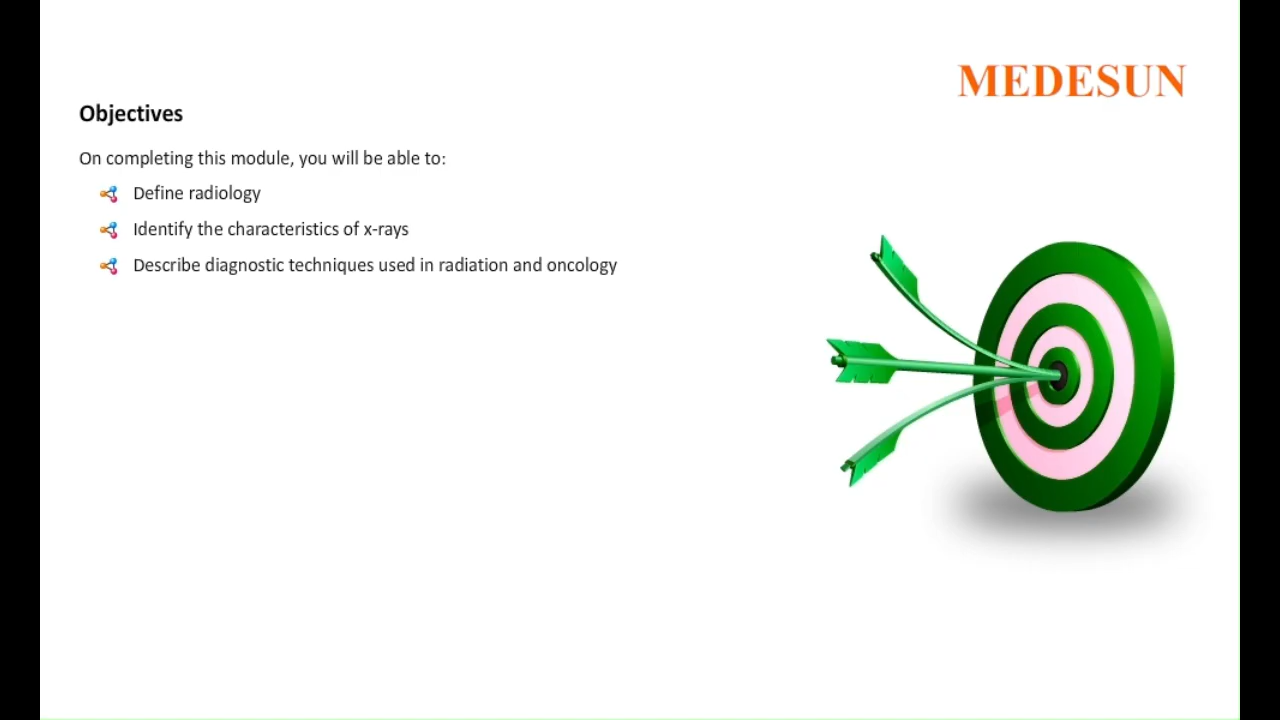 MEDESUN
Objectives
On completing this module, you will be able to:
Define radiology
Identify the characteristics of x-rays
Describe diagnostic techniques used in radiation and oncology